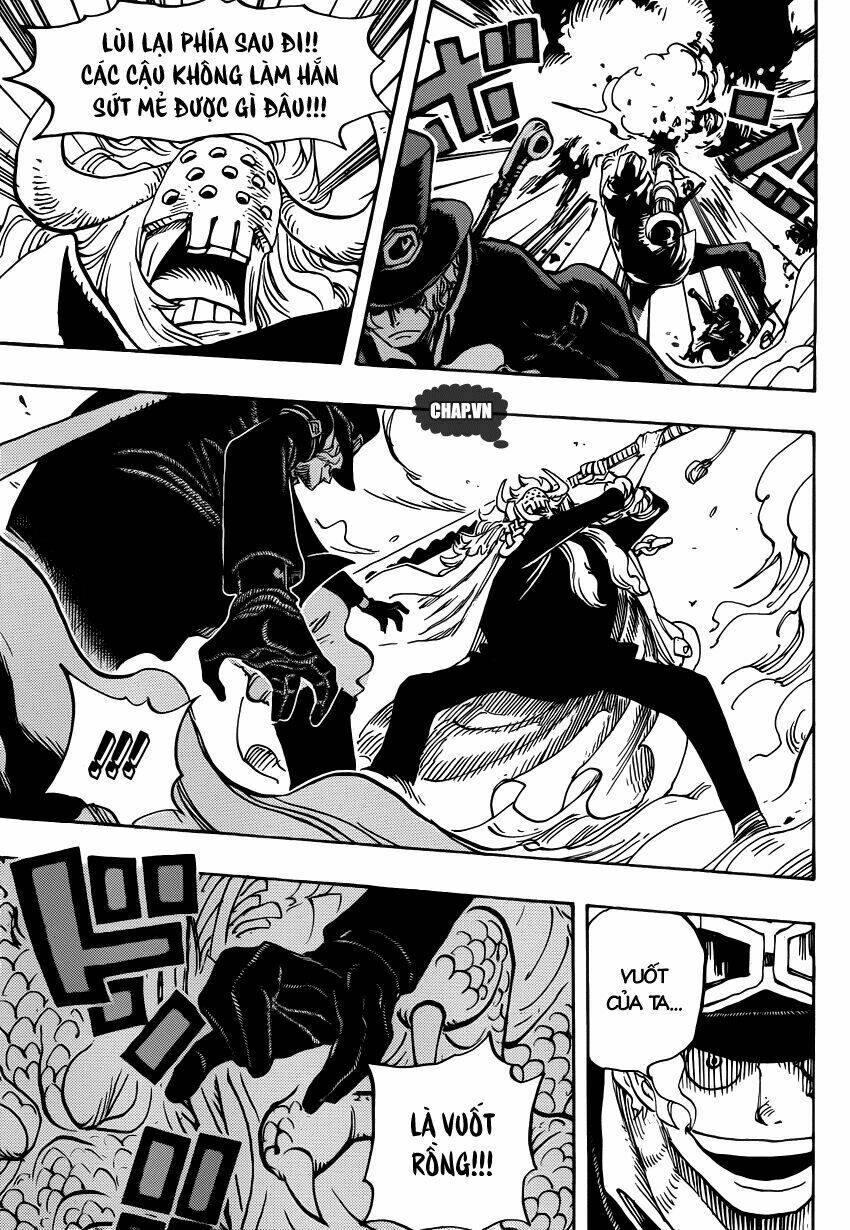 LÙI LẠI PHÍA SAU ĐI!!
CÁC CẬU KHÔNG LÀM HẮN
SỨT MẺ ĐƯỢC GÌ ĐÂU!!!
CHAP.VN
!!!!
VUỐT
CỦA TA...
LÀ VUỐT
RỒNG!!!